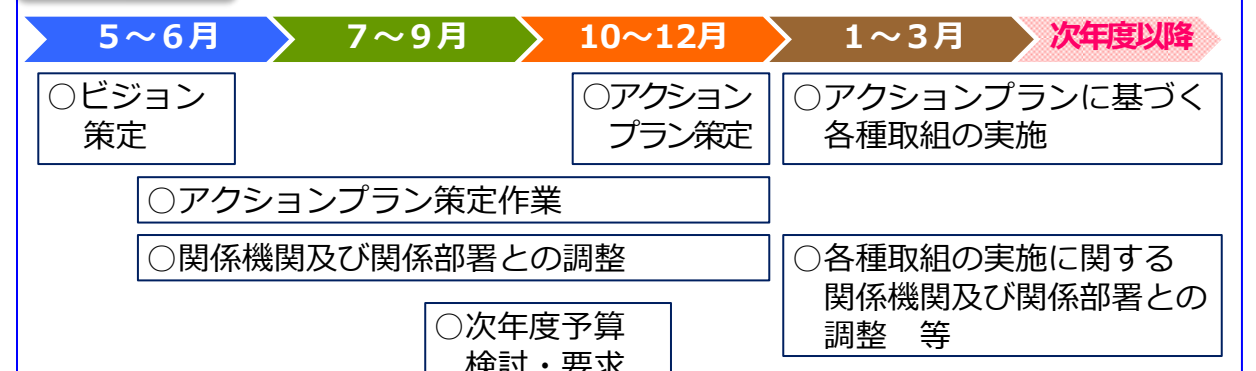 5~6月
7~9月
10~12月
1~3月
次年度以降
○ビジョン
策定
○アクション
プラン策定
○アクションプランに基づく
各種取組の実施
○アクションプラン策定作業
○関係機関及び関係部署との調整
○各種取組の実施に関する
関係機関及び関係部署との
調整　等
○次年度予算
検討・要求